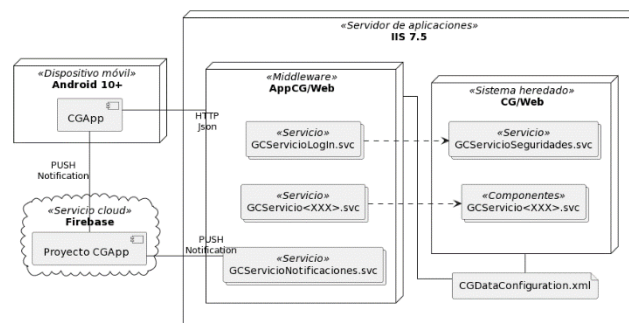 «Servidor de aplicaciones»
IIS 7.5
«Dispositivo móvil»
Android 10+
CGApp
HTTP
Json
«Middleware»
AppCG/Web
«Sistema heredado»
CG/Web
«Servicio»
GCServicioLogIn.svc
«Servicio»
GCServicioSeguridades.svc
PUSH
Notification
«Servicio»
GCServicio<XXX>.svc
«Componentes»
GCServicio<XXX>.svc
«Servicio cloud»
Firebase
Proyecto CGApp
PUSH
Notification
«Servicio»
GCServicioNotificaciones.svc
CGDataConfiguration.xml